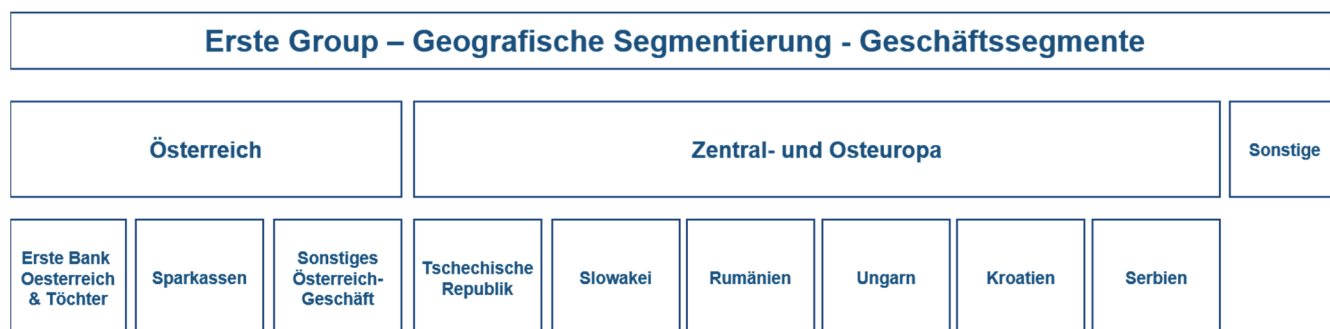 Erste Group – Geografische Segmentierung - Geschäftssegmente
Österreich
Zentral- und Osteuropa
Sonstige
Erste Bank
Oesterreich
& Töchter
Sparkassen
Sonstiges
Österreich-
Geschäft
Tschechische
Republik
Slowakei
Rumänien
Ungarn
Kroatien
Serbien